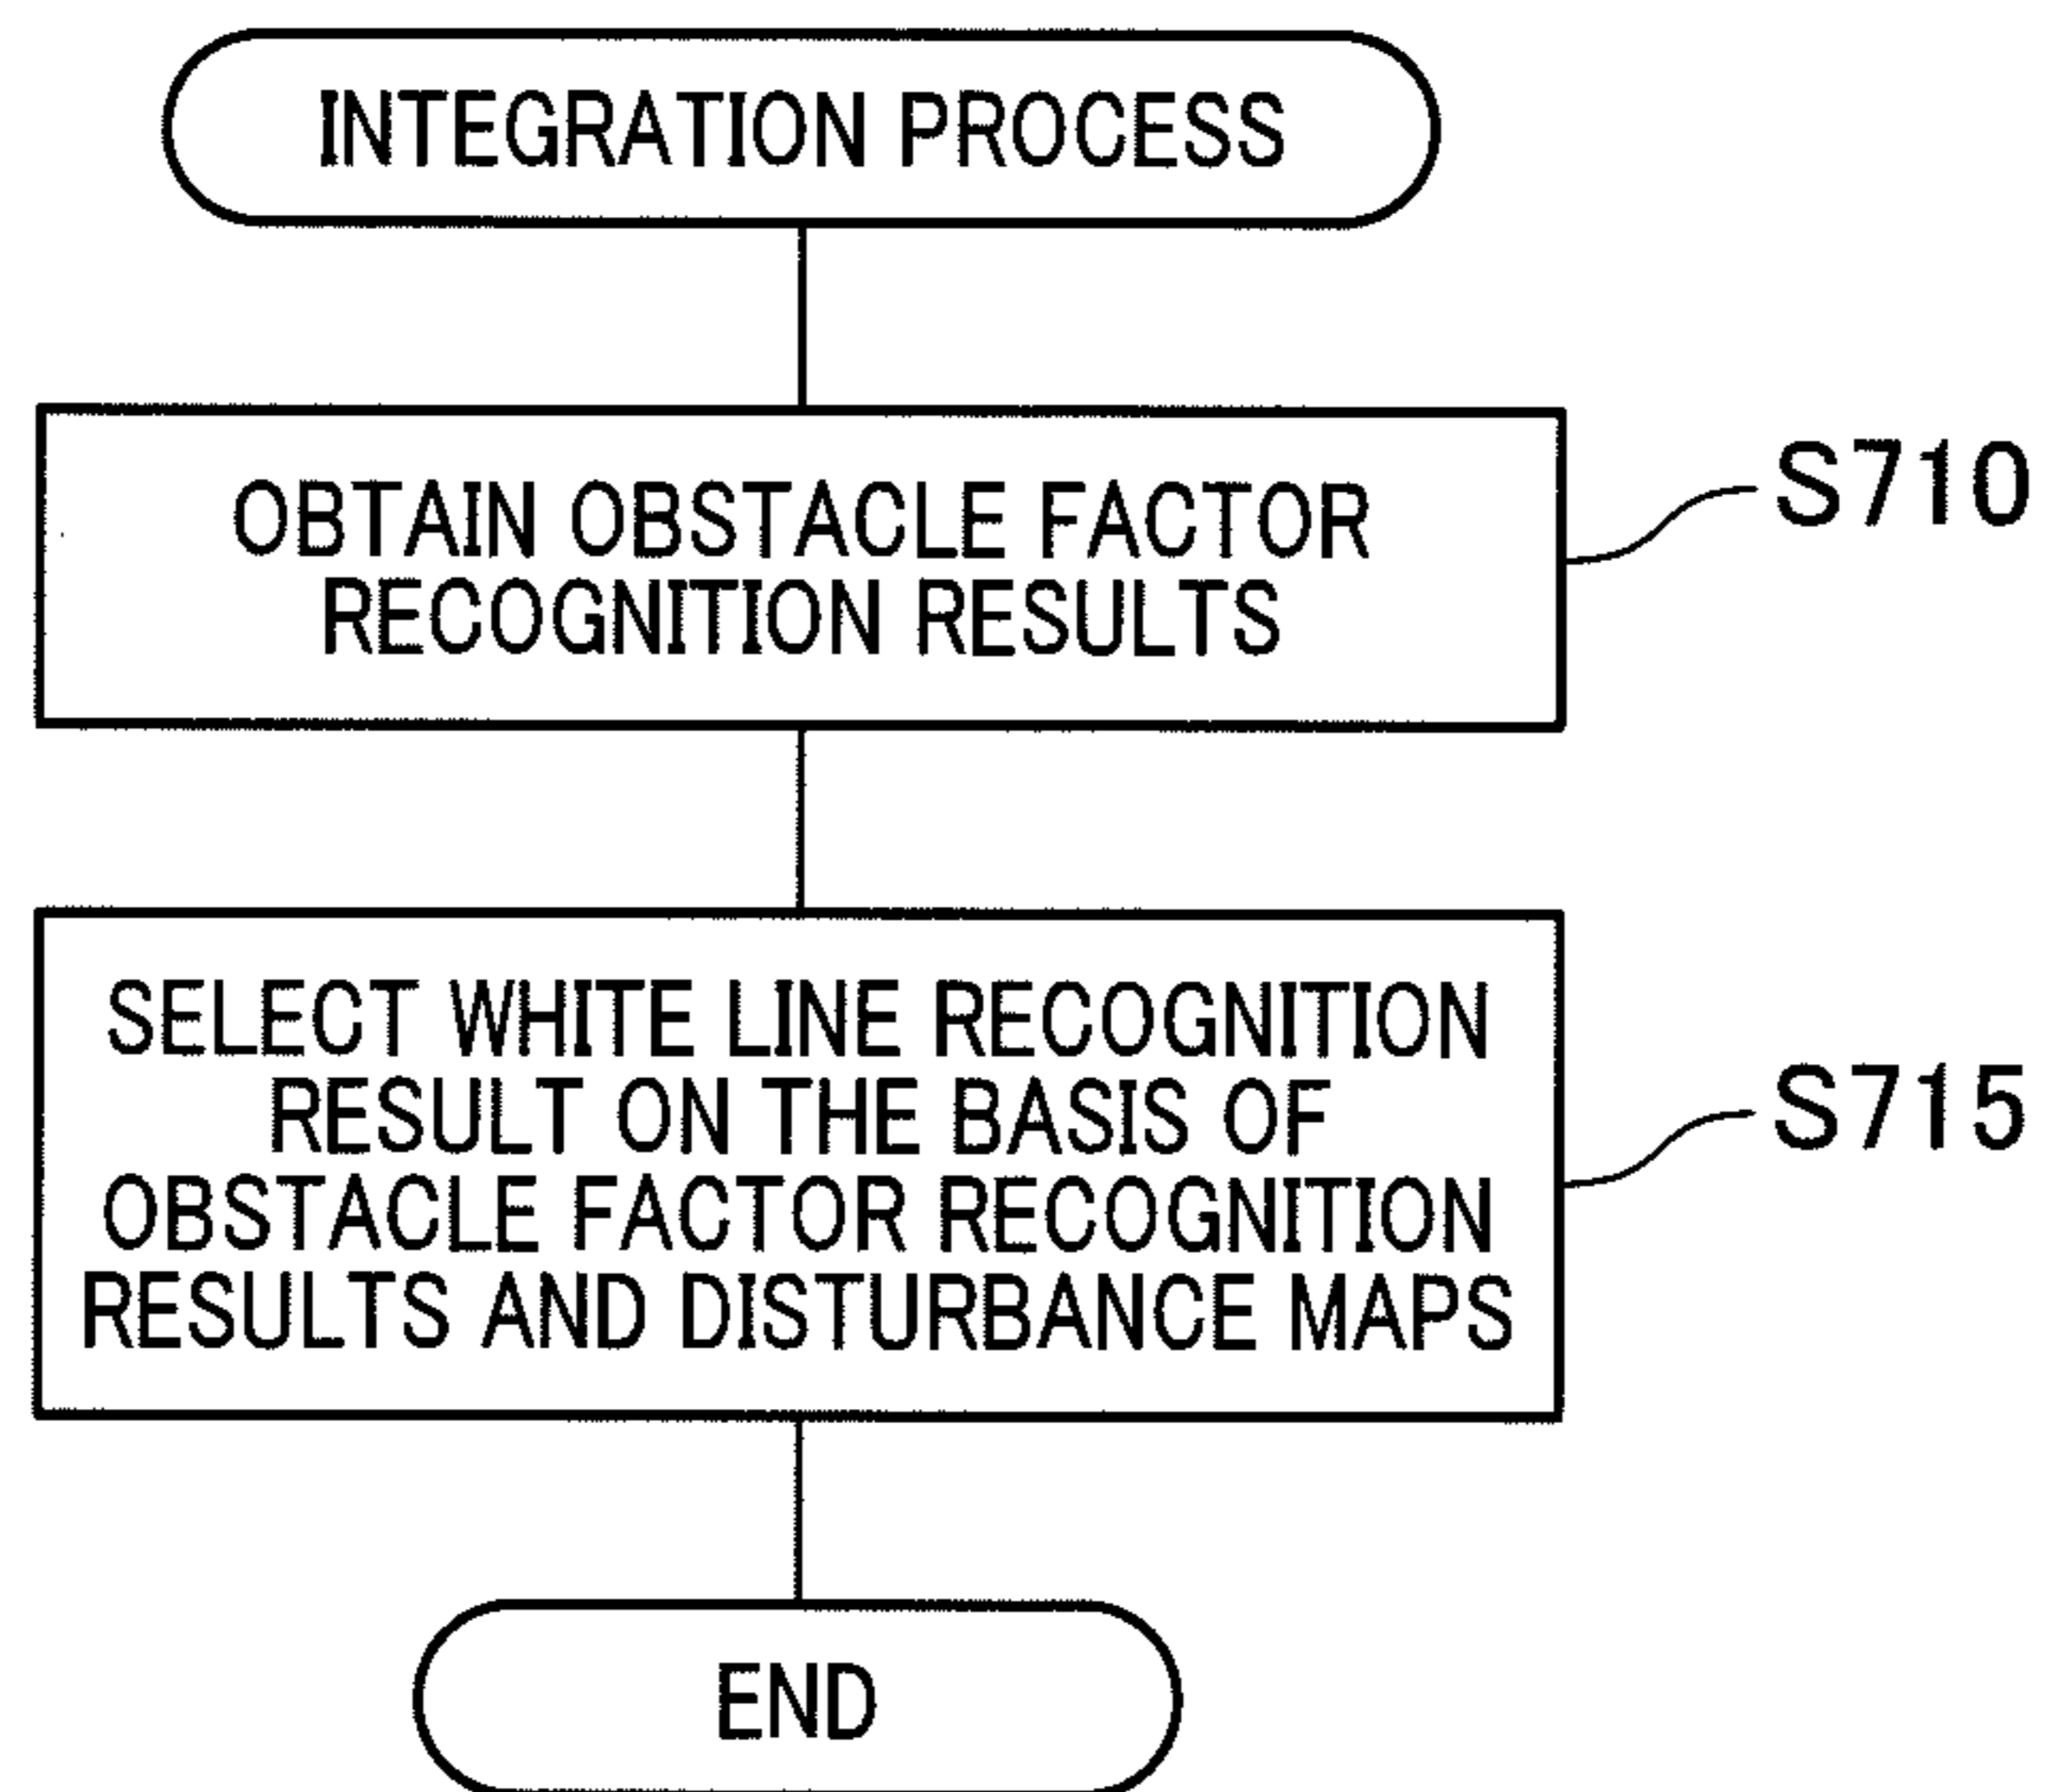 INTEGRATION PROCESS
OBTAIN OBSTACLE FACTOR
RECOGNITION RESULTS
S710
SELECT WHITE LINE RECOGNITION
RESULT ON THE BASIS OF
OBSTACLE FACTOR RECOGNITION
RESULTS AND DISTURBANCE MAPS
S715
END